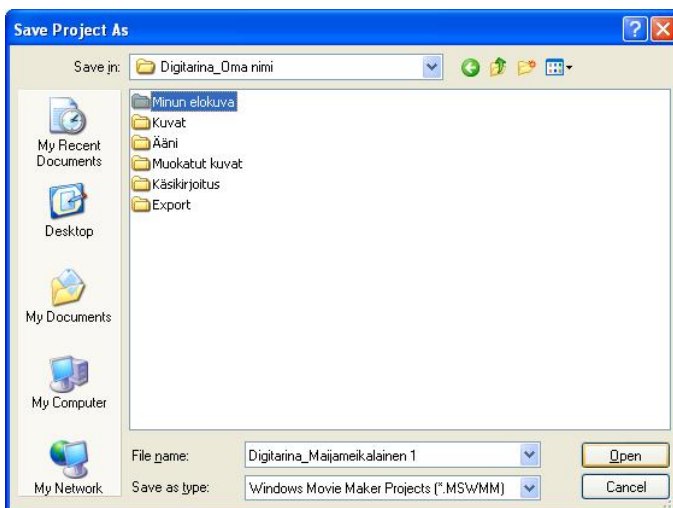 Save Project As
Save in: Digitarina_Oma nimi
My Recent
Documents
Desktop
My Documents
My Computer
My Network
Minun elokuva
Kuvat
Ääni
Muokatut kuvat
Käsikirjoitus
Export
File name: Digitarina_Maijameikalainen 1 Open
Save as type: Windows Movie Maker Projects (*.MSWMM) Cancel